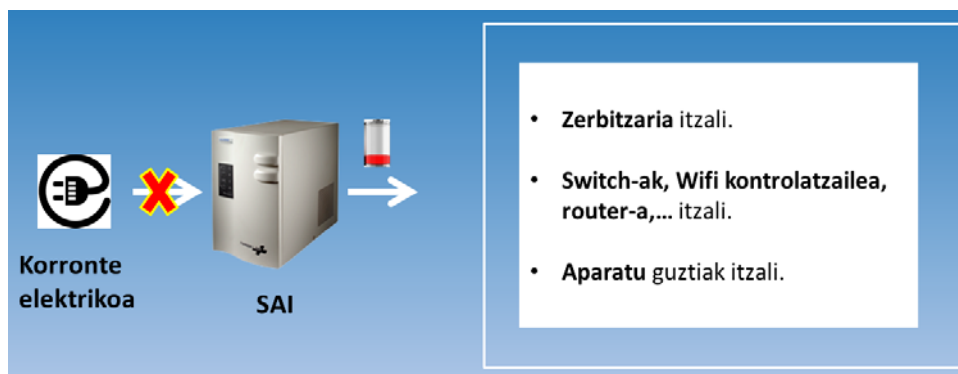 Korronte
elektrikoa
SAI
• Zerbitzaria itzali.
• Switch-ak, Wifi kontrolatzailea,
router-a,... itzali.
• Aparatu guztiak itzali.